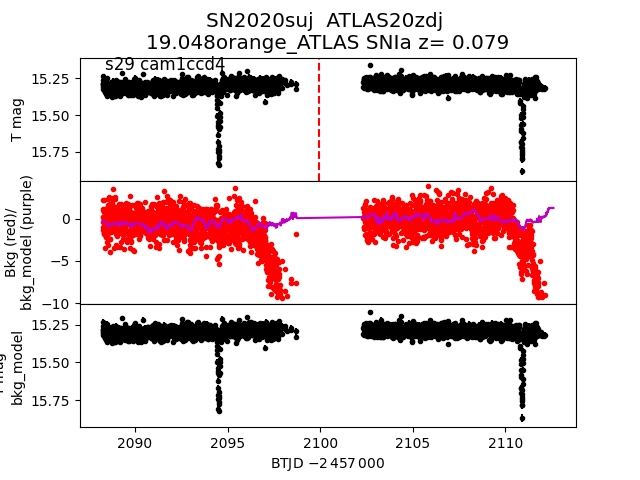 SN2020suj  ATLAS20zdj
19.048orange_ATLAS SNIa z= 0.079
s29 cam1ccd4
15.25
15.50
15.75
T mag
0
−5
−10
Bkg (red)/
bkg_model (purple)
15.25
15.50
15.75
mag
bkg_model
2090
2095
2100
2105
2110
BTJD −2 457 000